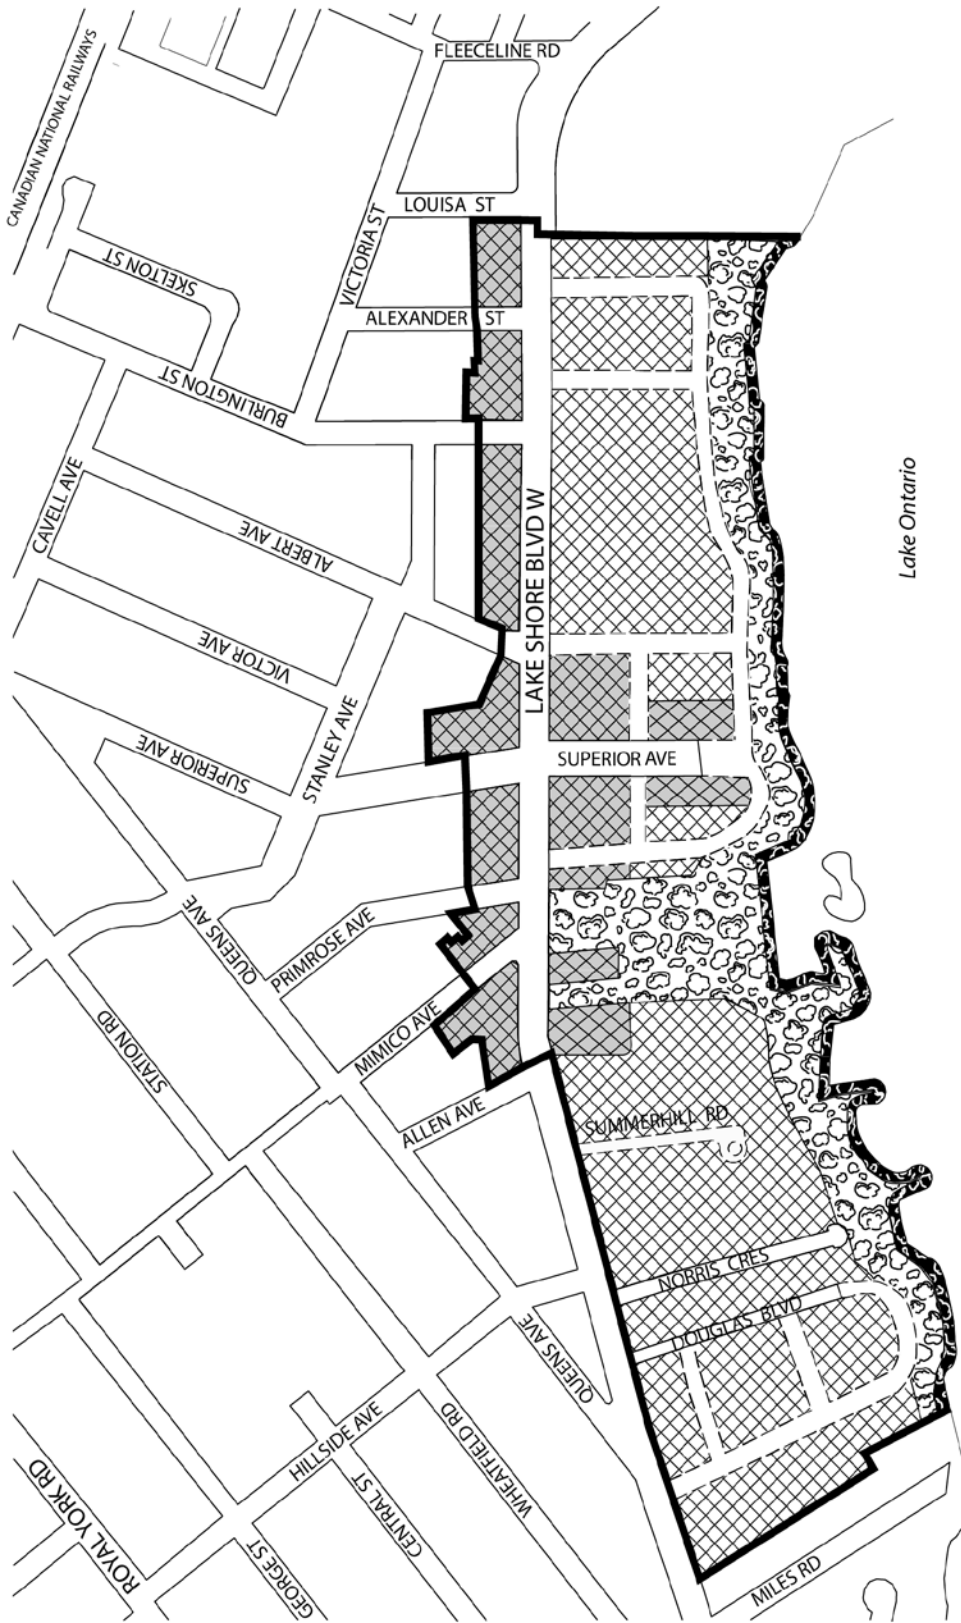 FLEECELINE RD
CANADIAN NATIONAL RAILWAYS
LOUISA ST
VICTORIA ST
SKELTON ST
ALEXANDER ST
BURLINGTON ST
CAVELL AVE
ALBERT AVE
LAKE SHORE BLVD W
Lake Ontario
VICTOR AVE
SUPERIOR AVE
STANLEY AVE
SUPERIOR AVE
QUEENS AVE
PRIMROSE AVE
STATION RD
MIMICO AVE
ALLEN AVE
SUMMERHILL RD
NORRIS CRES
DOUGLAS BLVD
QUEENS AVE
HILLSIDE AVE
WHEATFIELD RD
ROYAL YORK RD
CENTRAL ST
GEORGE ST
MILES RD